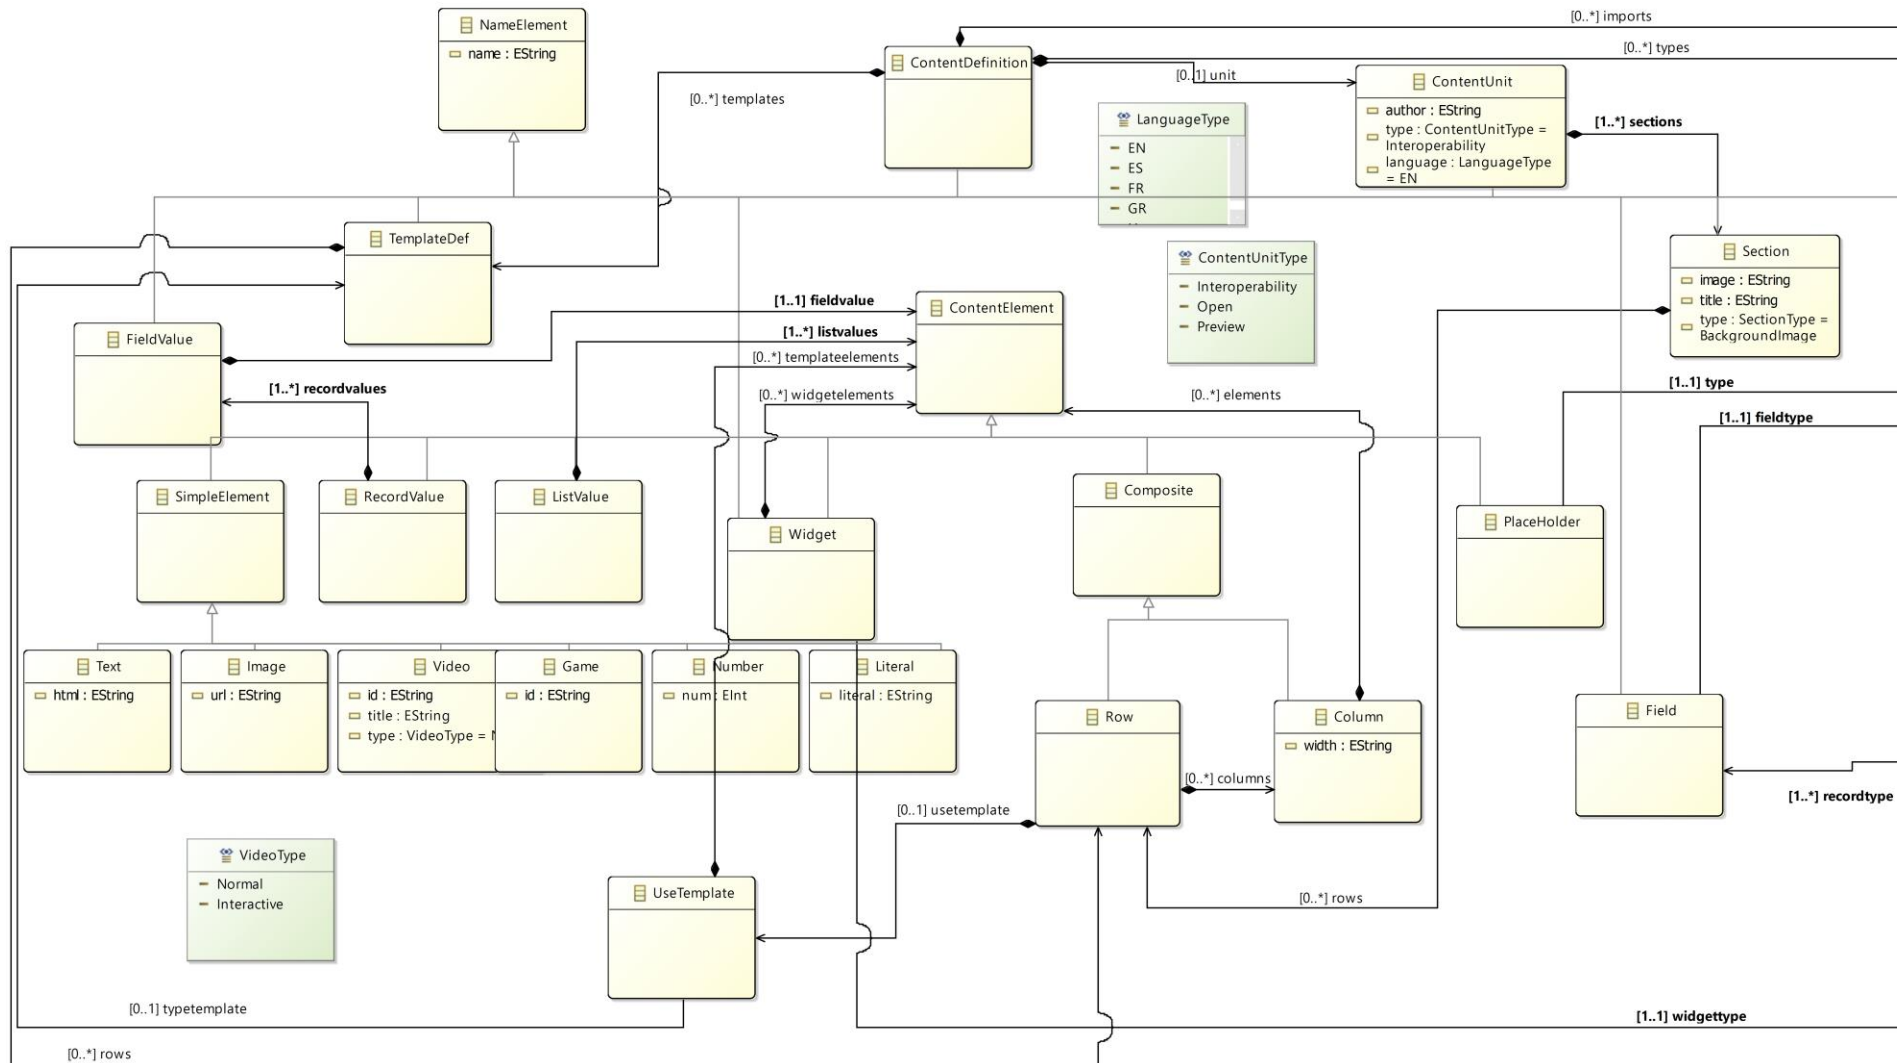 NameElement
name : EString
[0..*] imports
ContentDefinition
[0..*] types
[0..1] unit
[0..*] templates
ContentUnit
author : EString
type : ContentUnitType =
Interoperability
language : LanguageType
= EN
[1..*] sections
LanguageType
EN
ES
FR
GR
TemplateDef
ContentUnitType
Interoperability
Open
Preview
Section
image : EString
title : EString
type : SectionType =
BackgroundImage
[1..1] fieldvalue
ContentElement
[1..*] listvalues
FieldValue
[0..*] templateelements
[1..*] recordvalues
[0..*] widgetelements
[0..*] elements
[1..1] type
[1..1] fieldtype
SimpleElement
RecordValue
ListValue
Widget
Composite
PlaceHolder
Text
html : EString
Image
url : EString
Video
id : EString
title : EString
type : VideoType =
Game
id : EString
Number
num : EInt
Literal
literal : EString
Row
Column
width : EString
Field
[0..*] columns
[1..*] recordtype
[0..1] usetemplate
VideoType
Normal
Interactive
UseTemplate
[0..*] rows
[0..1] typetemplate
[1..1] widgettype
[0..*] rows